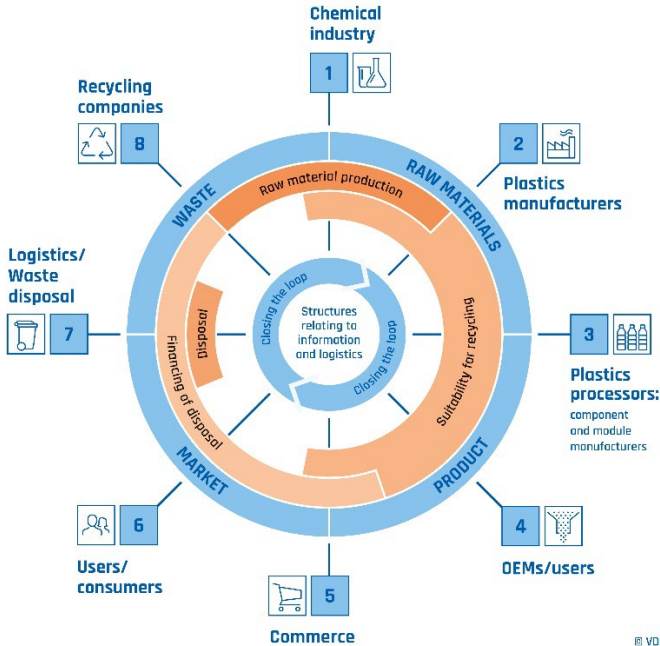 Chemical
industry
1
Recycling
companies
8
2
Plastics
manufacturers
WASTE
RAW MATERIALS
Raw material production
Logistics/
Waste
disposal
7
Disposal
Financing of disposal
Closing the loop
Structures
relating to
information
and logistics
Closing the loop
Suitability for recycling
3
Plastics
processors:
component
and module
manufacturers
MARKET
PRODUCT
6
Users/
consumers
4
OEMs/users
5
Commerce
© VD